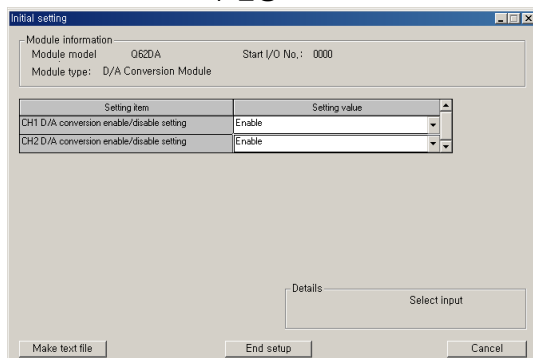 Initial setting
Module information
Module model Q62DA Start I/O No.: 0000
Module type: D/A Conversion Module
Setting item Setting value
CH1 D/A conversion enable/disable setting Enable
CH2 D/A conversion enable/disable setting Enable
Details
Select input
Make text file End setup Cancel